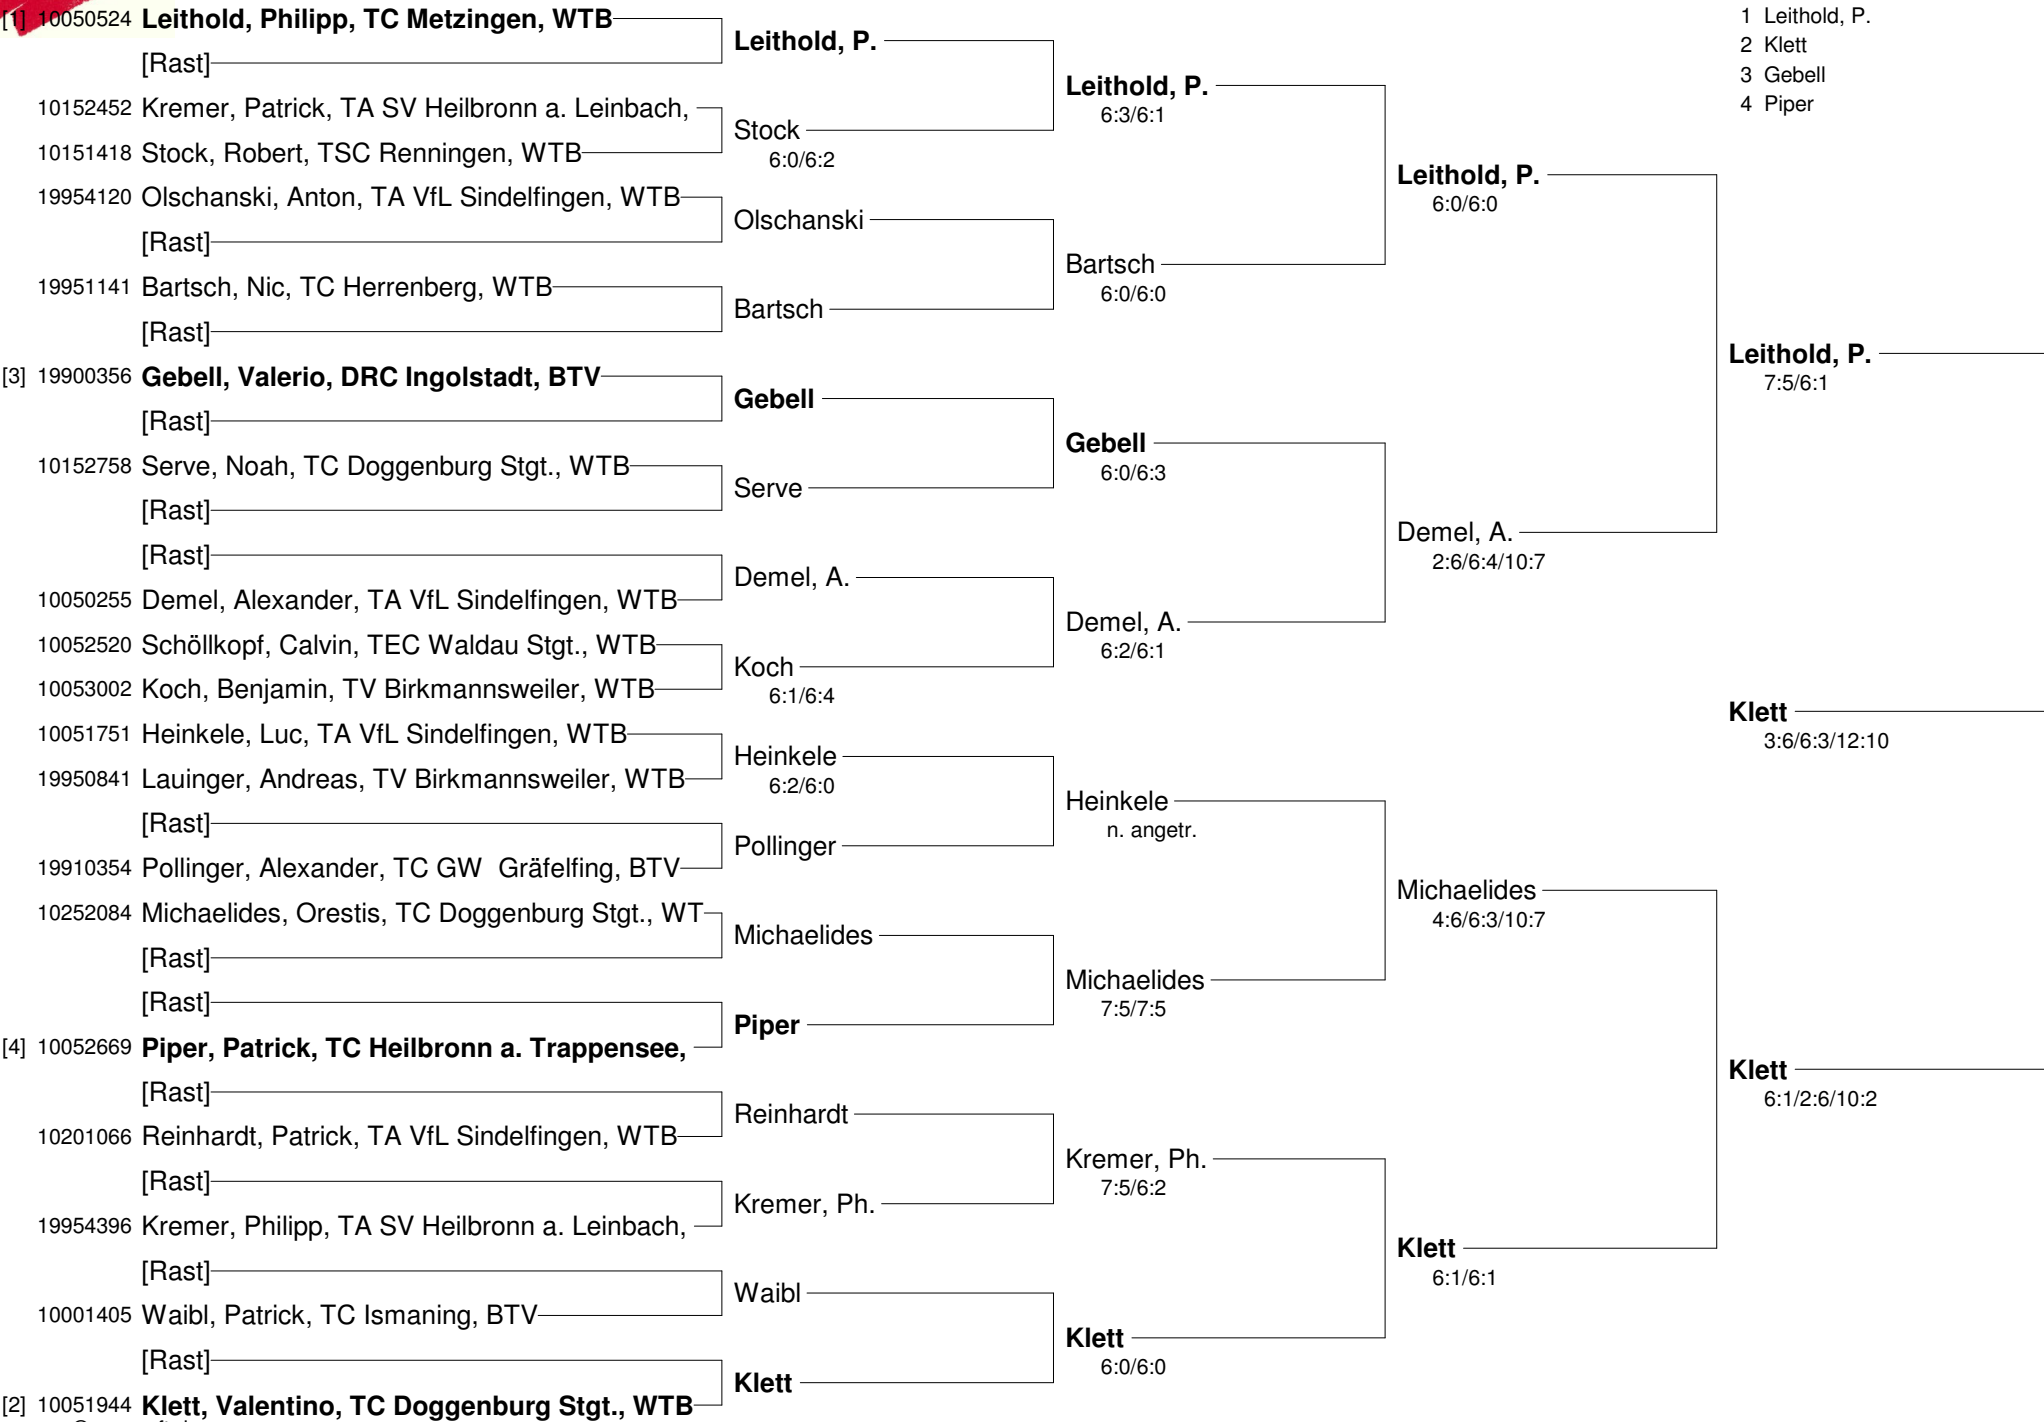 [1] 10050524 Leithold, Philipp, TC Metzingen, WTB
[Rast]
10152452 Kremer, Patrick, TA SV Heilbronn a. Leinbach,
10151418 Stock, Robert, TSC Renningen, WTB
19954120 Olschanski, Anton, TA VfL Sindelfingen, WTB
[Rast]
19951141 Bartsch, Nic, TC Herrenberg, WTB
[Rast]
[3] 19900356 Gebell, Valerio, DRC Ingolstadt, BTV
[Rast]
10152758 Serve, Noah, TC Doggenburg Stgt., WTB
[Rast]
[Rast]
10050255 Demel, Alexander, TA VfL Sindelfingen, WTB
10052520 Schöllkopf, Calvin, TEC Waldau Stgt., WTB
10053002 Koch, Benjamin, TV Birkmannsweiler, WTB
10051751 Heinkele, Luc, TA VfL Sindelfingen, WTB
19950841 Lauinger, Andreas, TV Birkmannsweiler, WTB
[Rast]
19910354 Pollinger, Alexander, TC GW  Gräfelfing, BTV
10252084 Michaelides, Orestis, TC Doggenburg Stgt., WT
[Rast]
[Rast]
[4] 10052669 Piper, Patrick, TC Heilbronn a. Trappensee,
[Rast]
10201066 Reinhardt, Patrick, TA VfL Sindelfingen, WTB
[Rast]
19954396 Kremer, Philipp, TA SV Heilbronn a. Leinbach,
[Rast]
10001405 Waibl, Patrick, TC Ismaning, BTV
[Rast]
[2] 10051944 Klett, Valentino, TC Doggenburg Stgt., WTB
Leithold, P.
Stock
6:0/6:2
Olschanski
Bartsch
Gebell
Serve
Demel, A.
Koch
6:1/6:4
Heinkele
6:2/6:0
Pollinger
Michaelides
Piper
Reinhardt
Kremer, Ph.
Waibl
Klett
Leithold, P.
6:3/6:1
Bartsch
6:0/6:0
Gebell
6:0/6:3
Demel, A.
6:2/6:1
Heinkele
n. angetr.
Michaelides
7:5/7:5
Kremer, Ph.
7:5/6:2
Klett
6:0/6:0
Leithold, P.
6:0/6:0
Demel, A.
2:6/6:4/10:7
Michaelides
4:6/6:3/10:7
Klett
6:1/6:1
1 Leithold, P.
2 Klett
3 Gebell
4 Piper
Leithold, P.
7:5/6:1
Klett
3:6/6:3/12:10
Klett
6:1/2:6/10:2